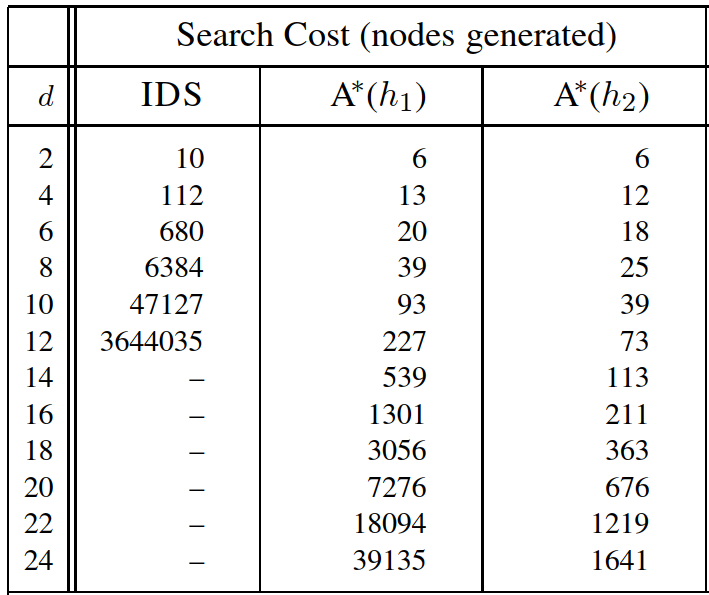 Search Cost (nodes generated)
d IDS A*(h1) A*(h2)
2 10 6 6
4 112 13 12
6 680 20 18
8 6384 39 25
10 47127 93 39
12 3644035 227 73
14 – 539 113
16 – 1301 211
18 – 3056 363
20 – 7276 676
22 – 18094 1219
24 – 39135 1641